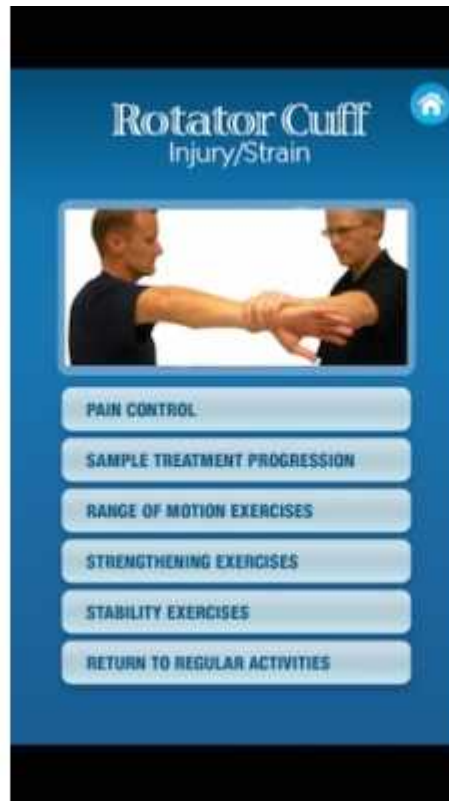 Rotator Cuff
Injury/Strain
PAIN CONTROL
SAMPLE TREATMENT PROGRESSION
RANGE OF MOTION EXERCISES
STRENGTHENING EXERCISES
STABILITY EXERCISES
RETURN TO REGULAR ACTIVITIES